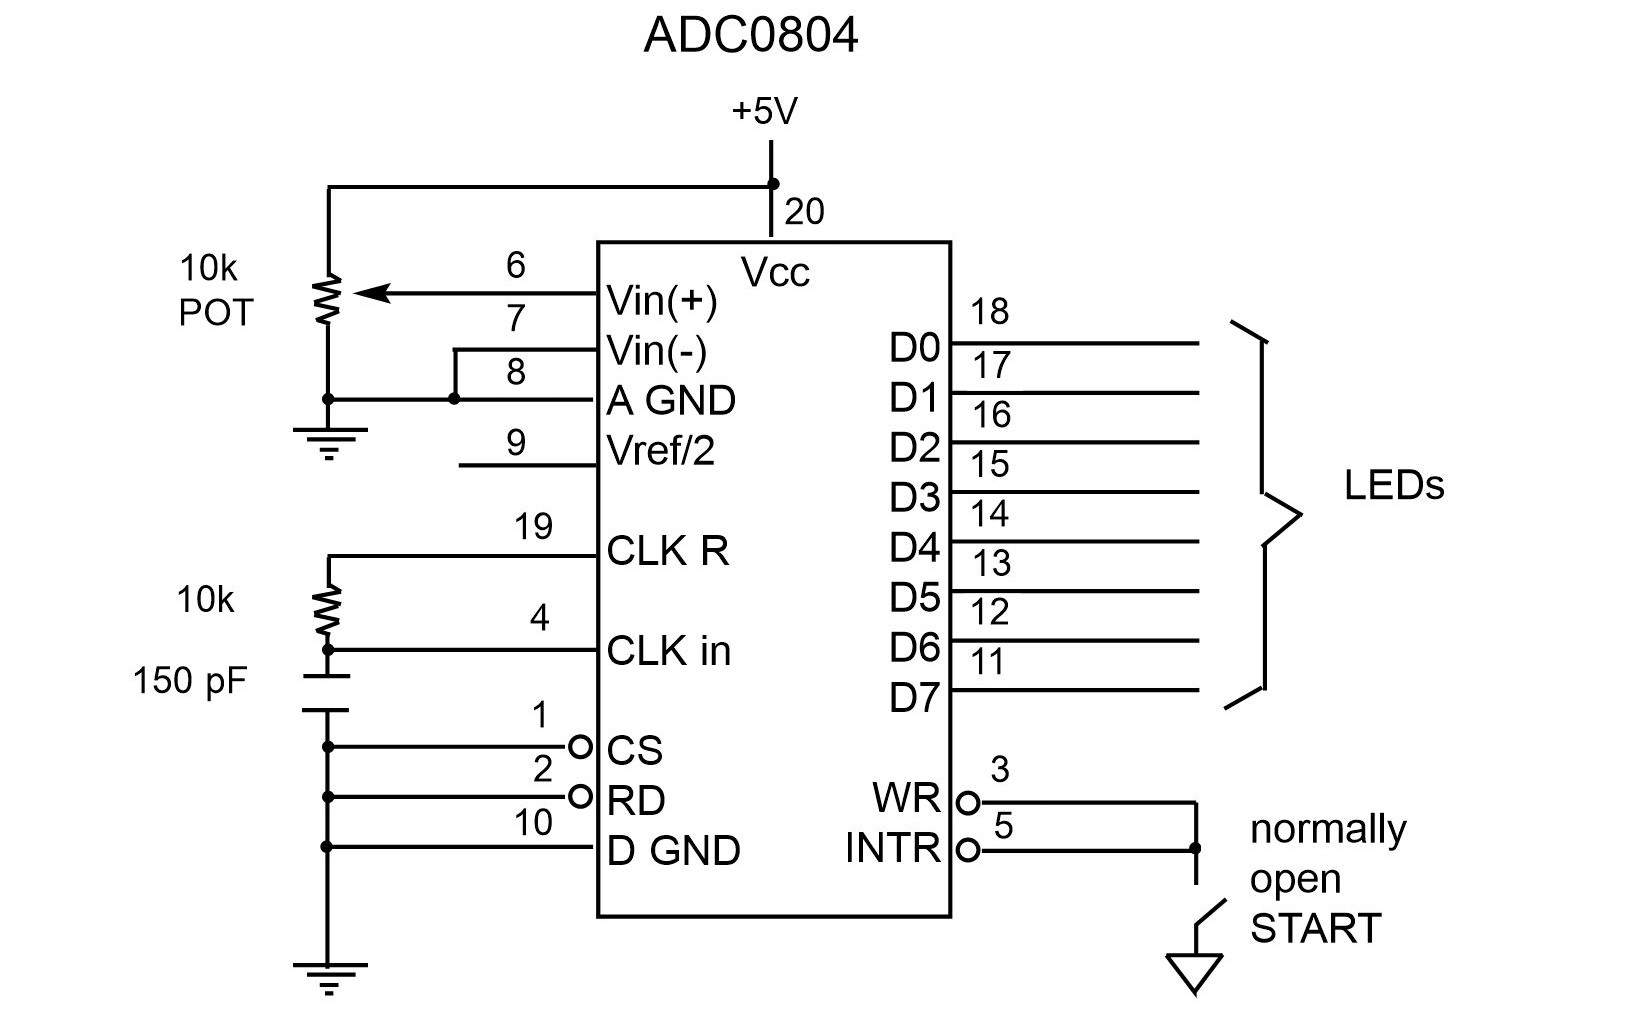 ADC0804
+5V
20
Vcc
10k
POT
6
Vin(+)
7
Vin(-)
8
A GND
9
Vref/2
19
CLK R
10k
4
CLK in
150 pF
1
CS
2
RD
10
D GND
18
D0
17
D1
16
D2
15
D3
14
D4
13
D5
12
D6
11
D7
LEDs
3
WR
5
INTR
normally
open
START